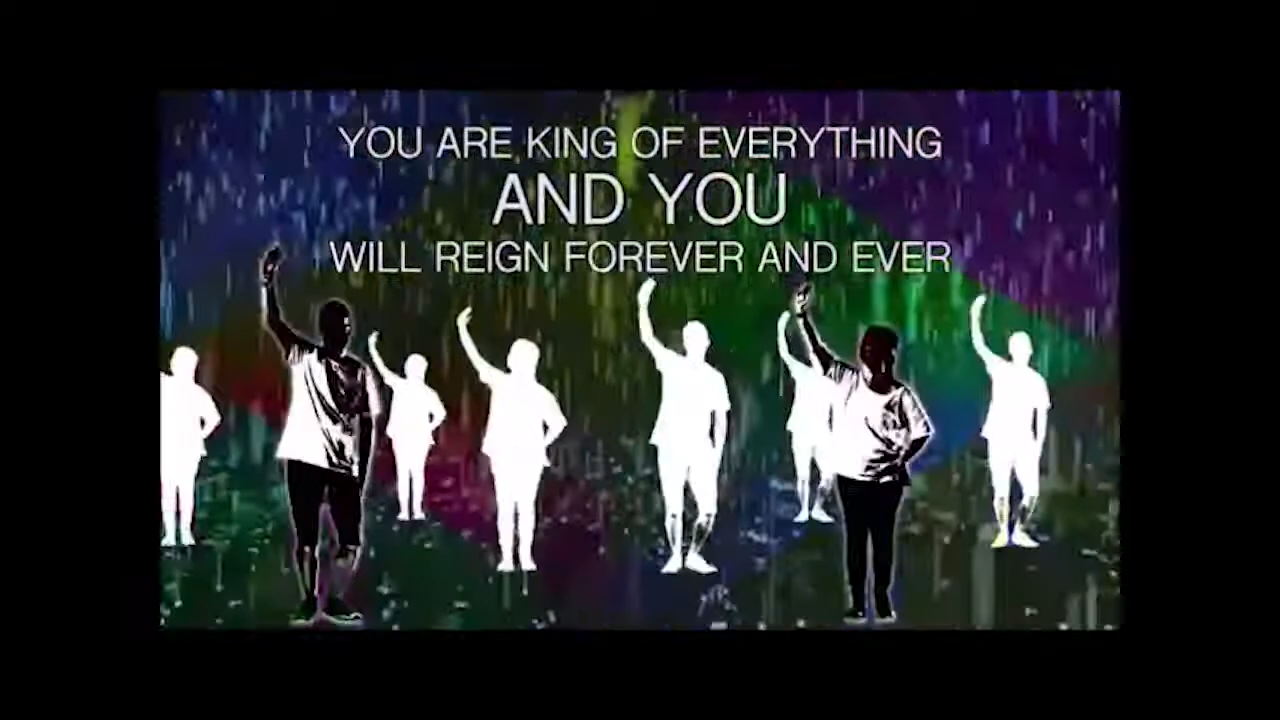 YOU ARE KING OF EVERYTHING
AND YOU
WILL REIGN FOREVER AND EVER